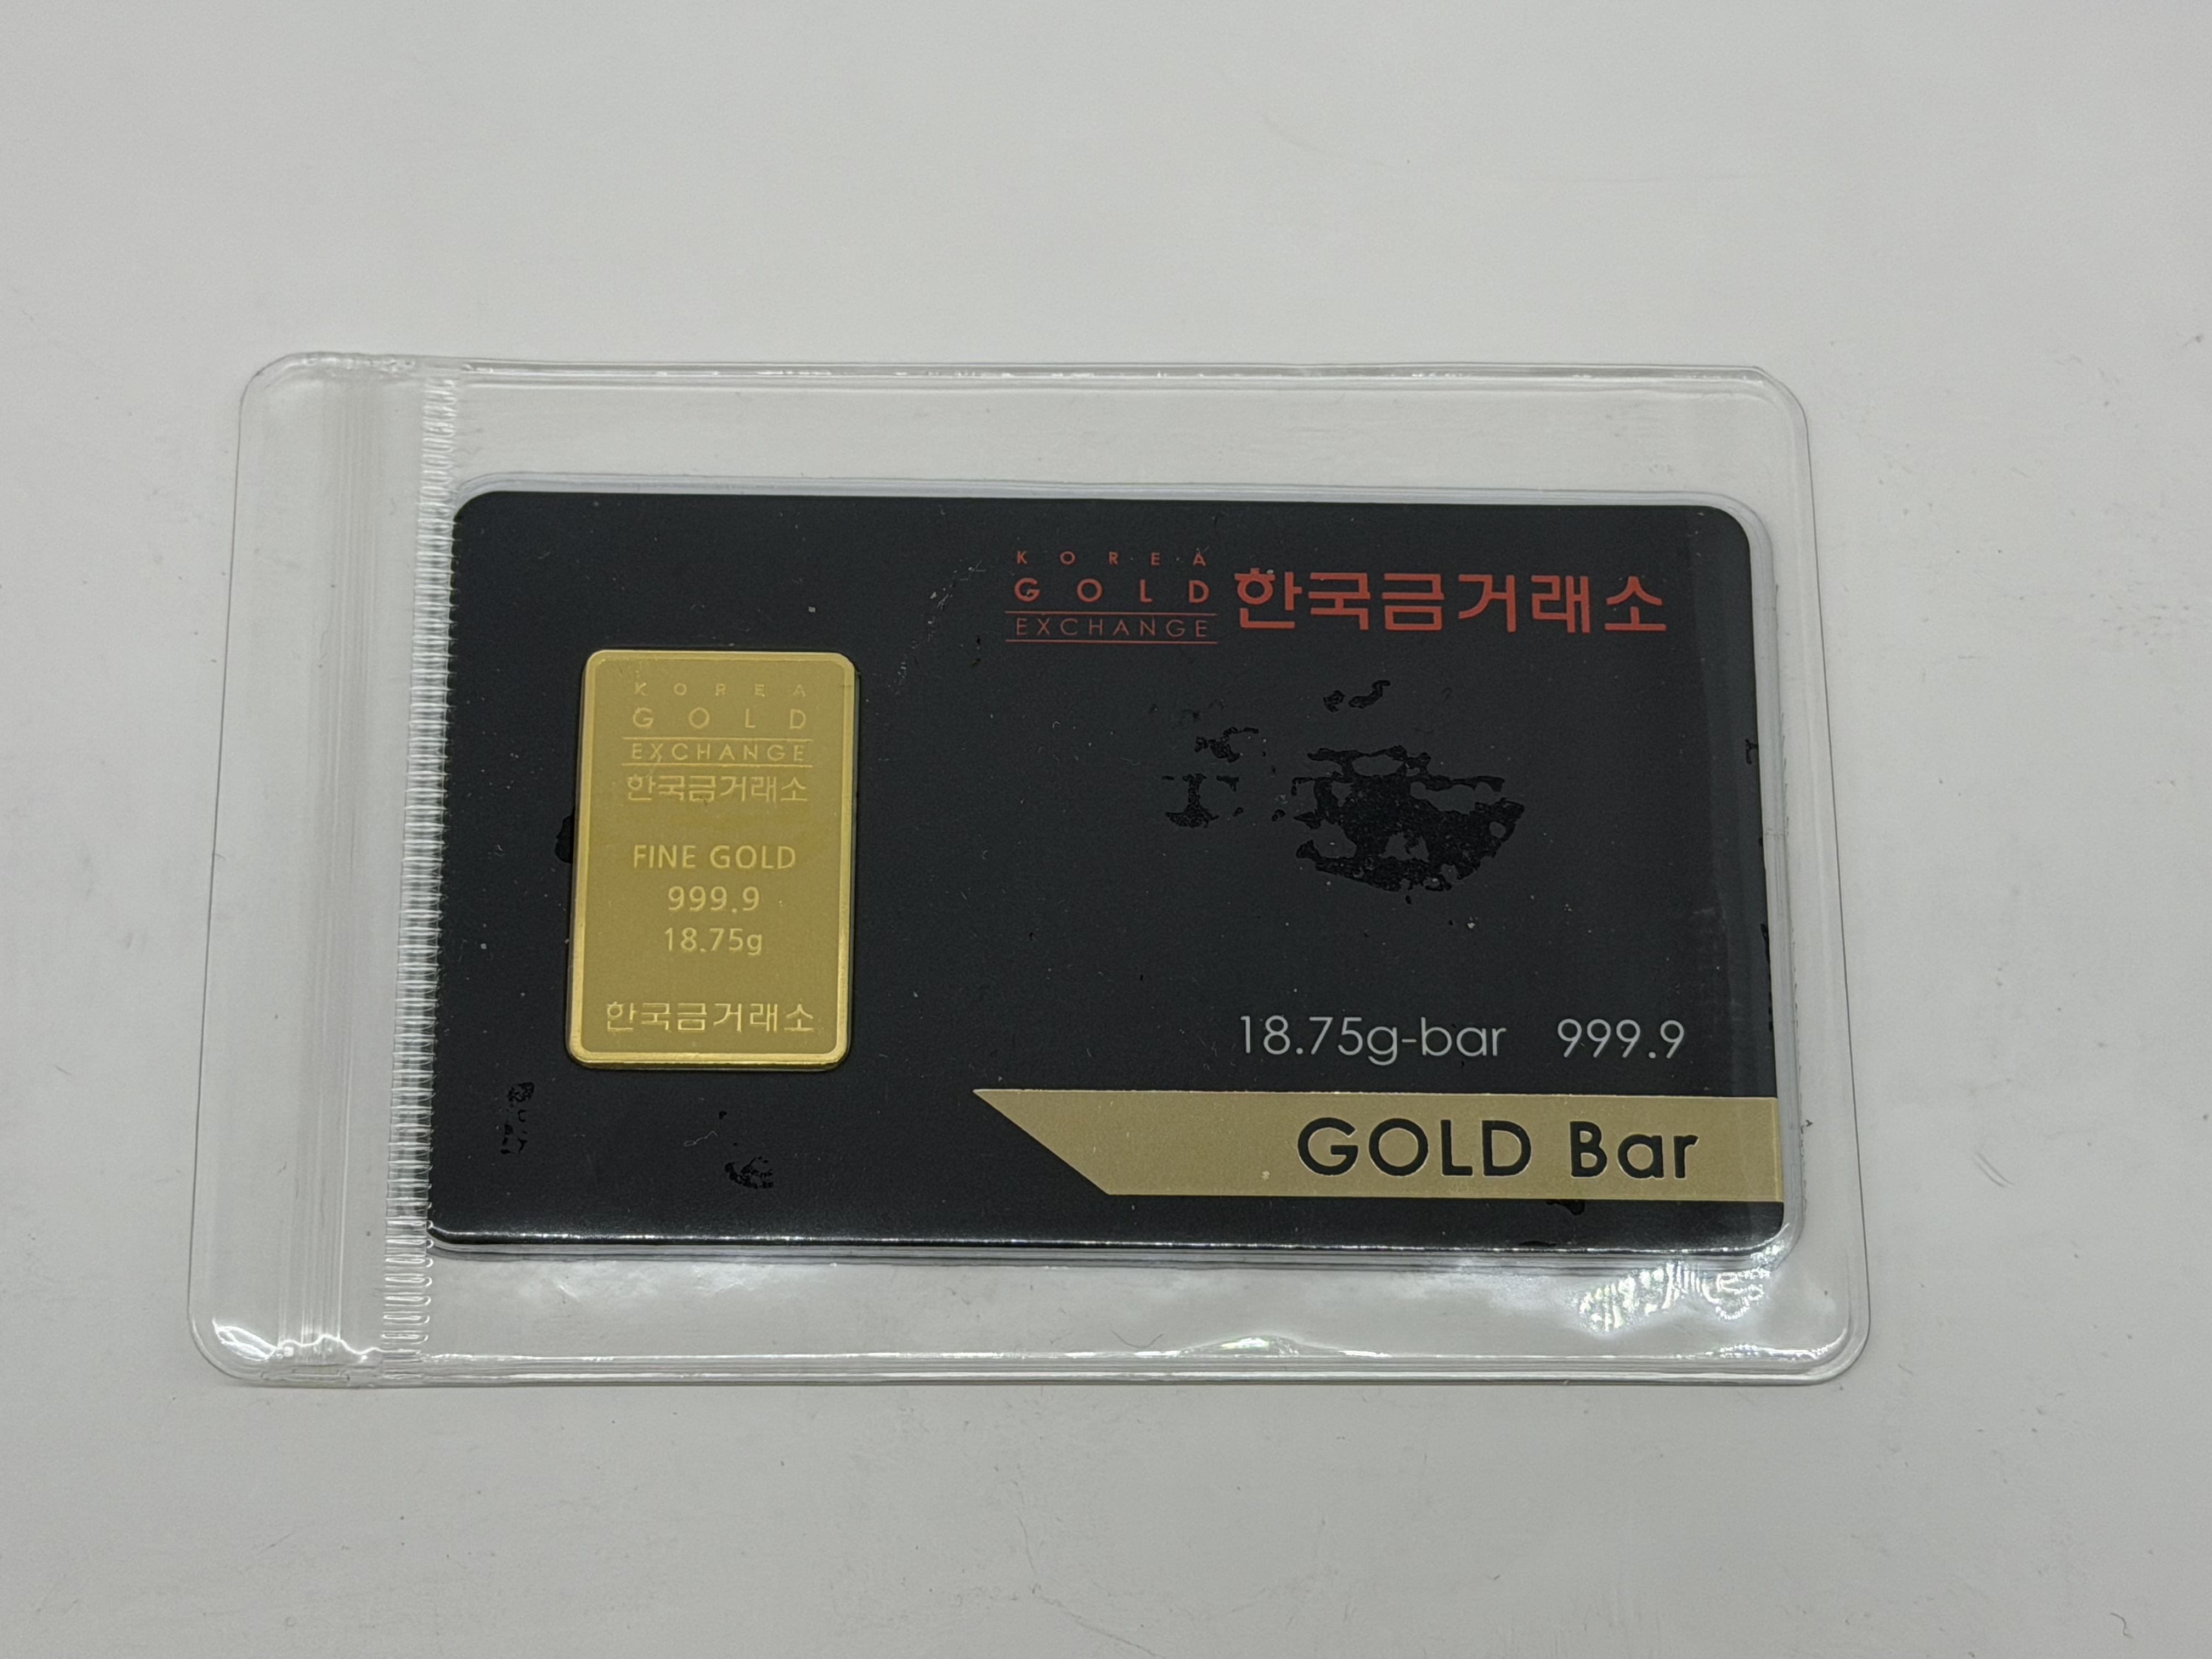 KOREA
GOLD
EXCHANGE
한국금거래소
FINE GOLD
999.9
18.75g
한국금거래소
KOREA
GOLD
EXCHANGE
한국금거래소
18.75g-bar 999.9
GOLD Bar